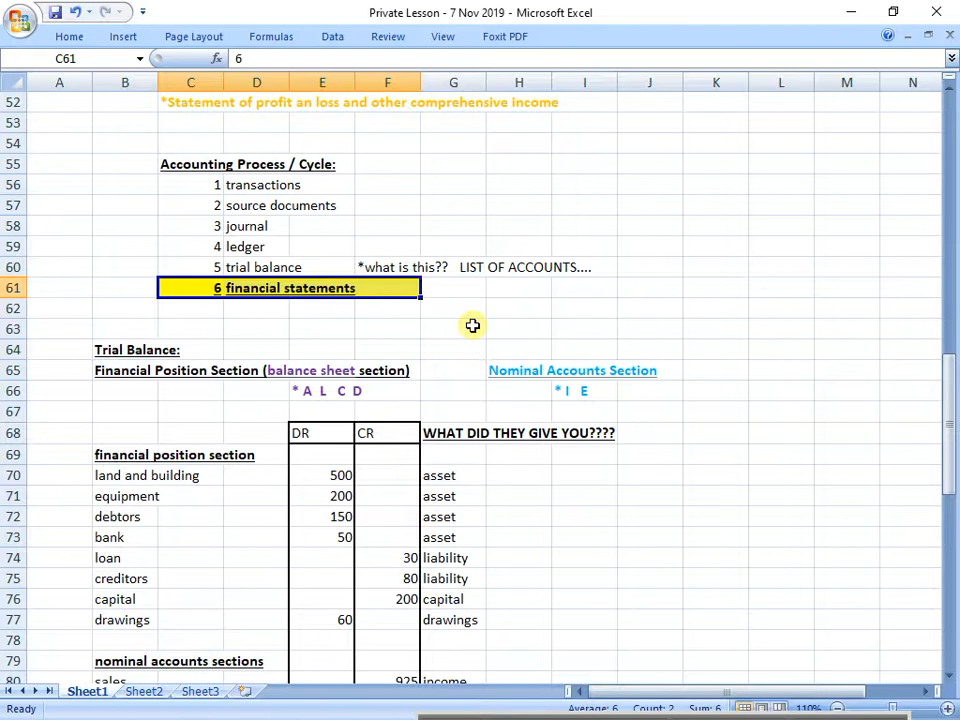 Private Lesson - 7 Nov 2019 - Microsoft Excel
Home Insert Page Layout Formulas Data Review View Foxit PDF
C61 fx 6
A B C D E F G H I J K L M N
52 *Statement of profit an loss and other comprehensive income
53
54
55 Accounting Process / Cycle:
56 1 transactions
57 2 source documents
58 3 journal
59 4 ledger
60 5 trial balance *what is this?? LIST OF ACCOUNTS....
61 6 financial statements
62
63
64 Trial Balance:
65 Financial Position Section (balance sheet section) Nominal Accounts Section
66 * A L C D * I E
67
68 DR CR WHAT DID THEY GIVE YOU????
69 financial position section
70 land and building 500 asset
71 equipment 200 asset
72 debtors 150 asset
73 bank 50 asset
74 loan 30 liability
75 creditors 80 liability
76 capital 200 capital
77 drawings 60 drawings
78
79 nominal accounts sections
80 sales 925 income
Sheet1 Sheet2 Sheet3
Ready Average: 6 Count: 2 Sum: 6 110%